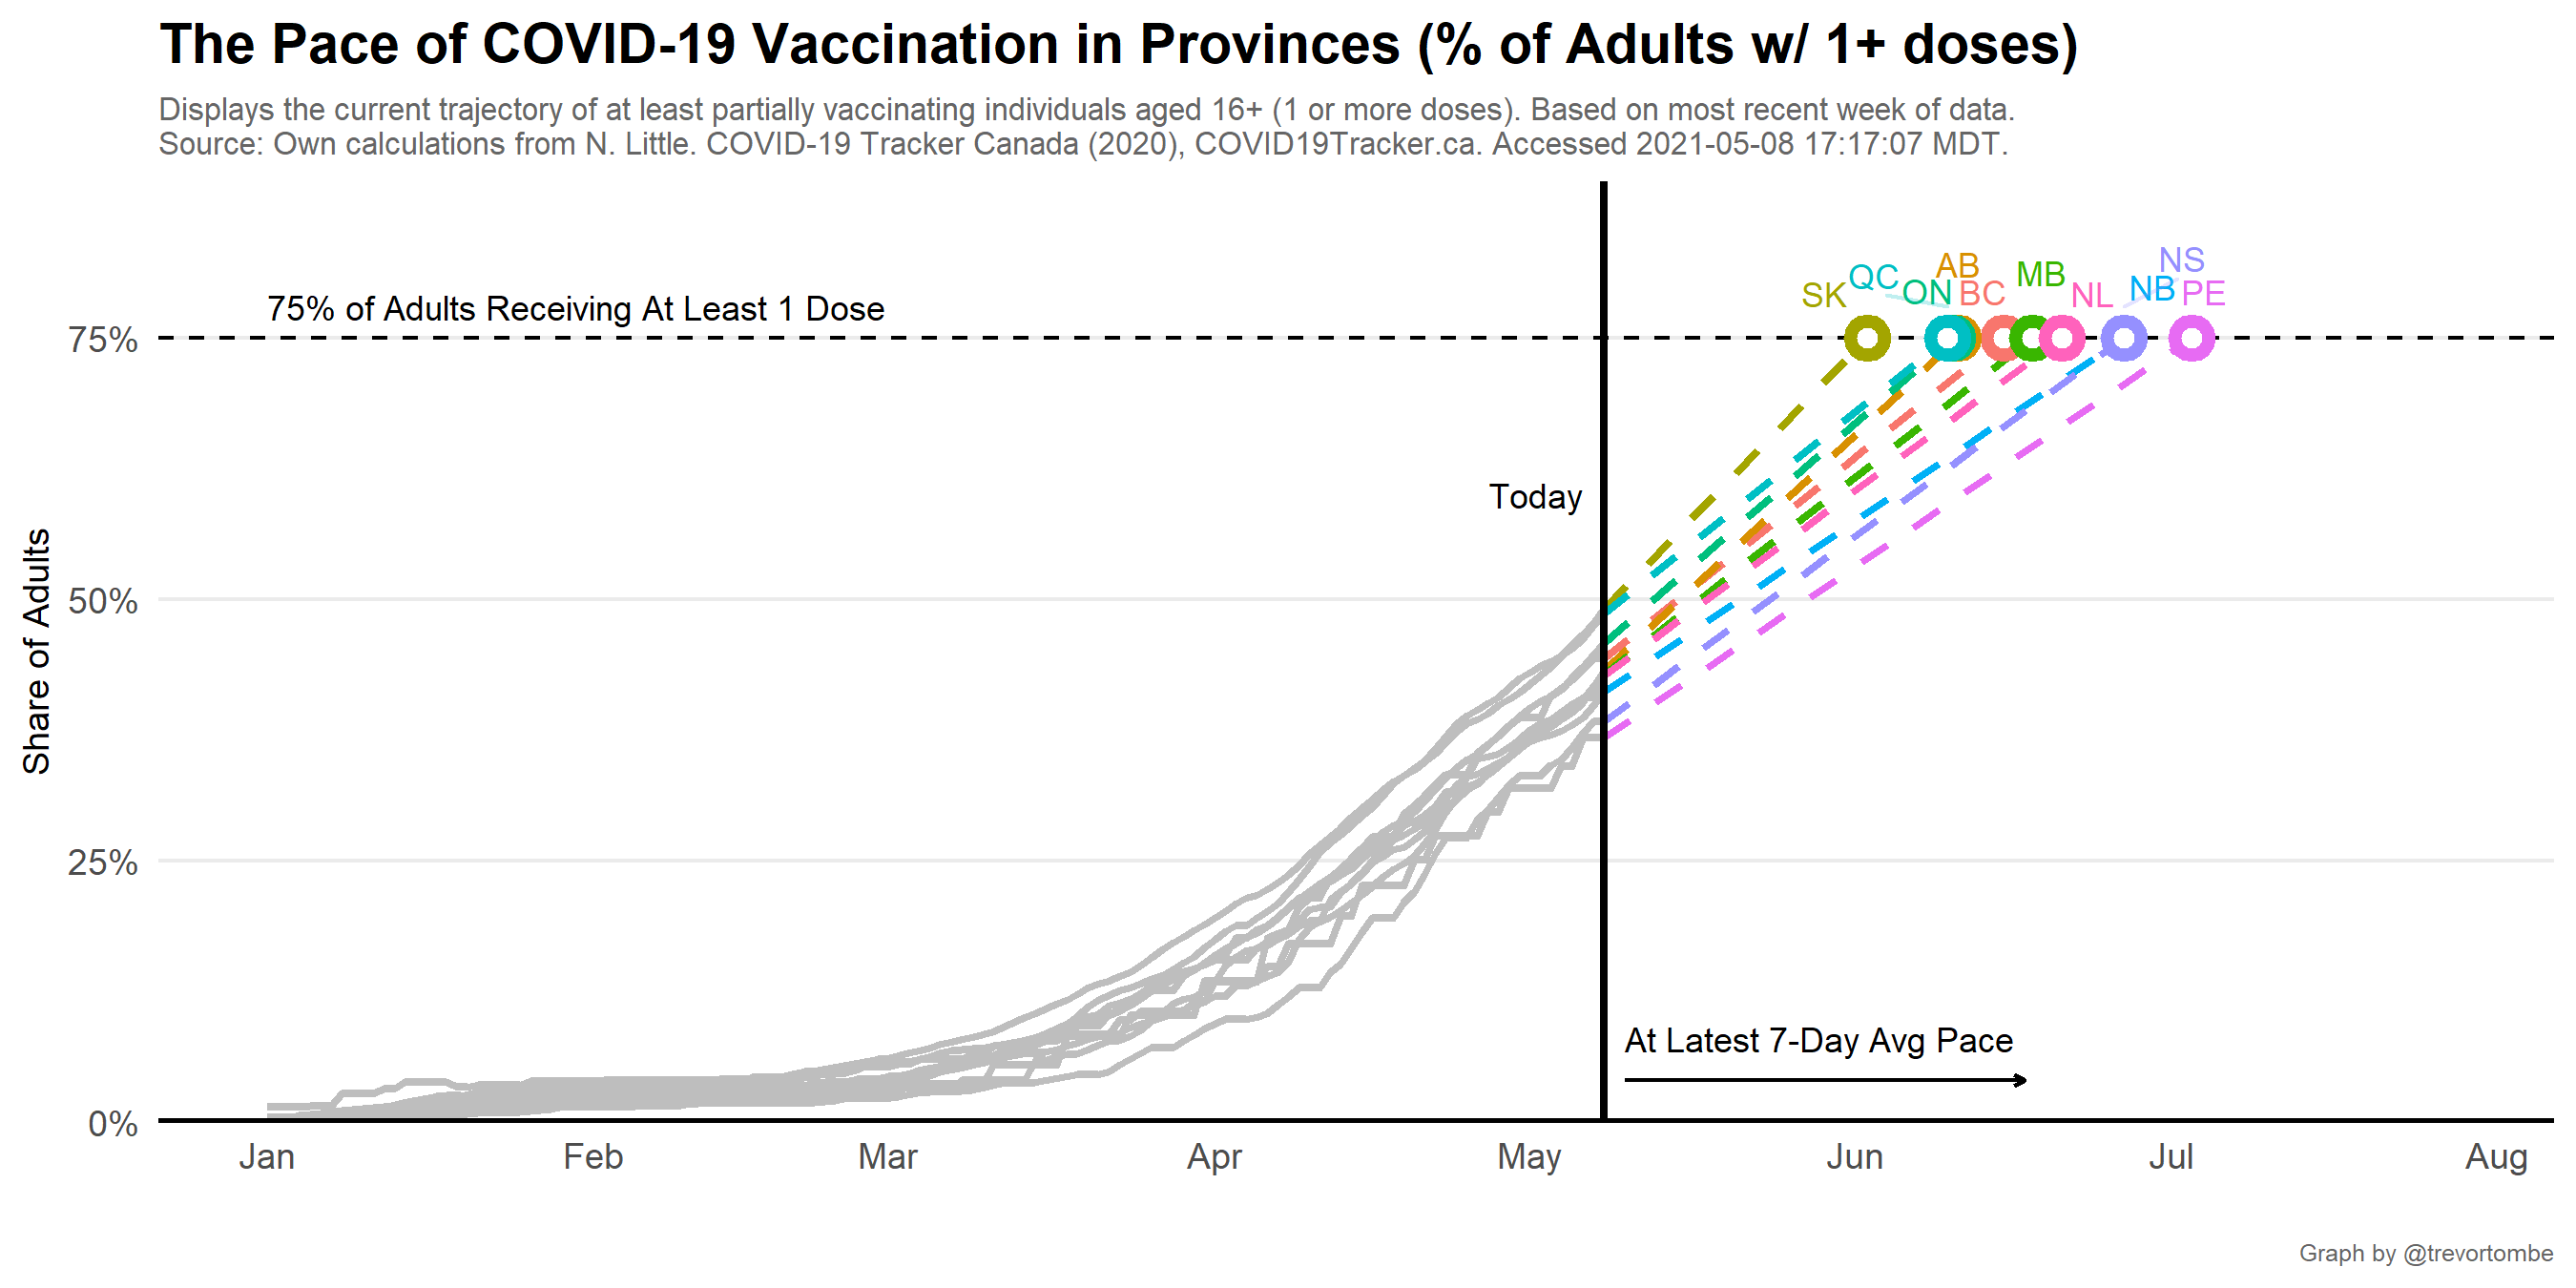 The Pace of COVID-19 Vaccination in Provinces (% of Adults w/ 1+ doses)
Displays the current trajectory of at least partially vaccinating individuals aged 16+ (1 or more doses). Based on most recent week of data.
Source: Own calculations from N. Little. COVID-19 Tracker Canada (2020), COVID19Tracker.ca. Accessed 2021-05-08 17:17:07 MDT.
75% of Adults Receiving At Least 1 Dose
SK
QC
ON
AB
BC
MB
NL
NB
NS
PE
75%
50%
25%
0%
Share of Adults
Today
At Latest 7-Day Avg Pace
Jan
Feb
Mar
Apr
May
Jun
Jul
Aug
Graph by @trevortombe